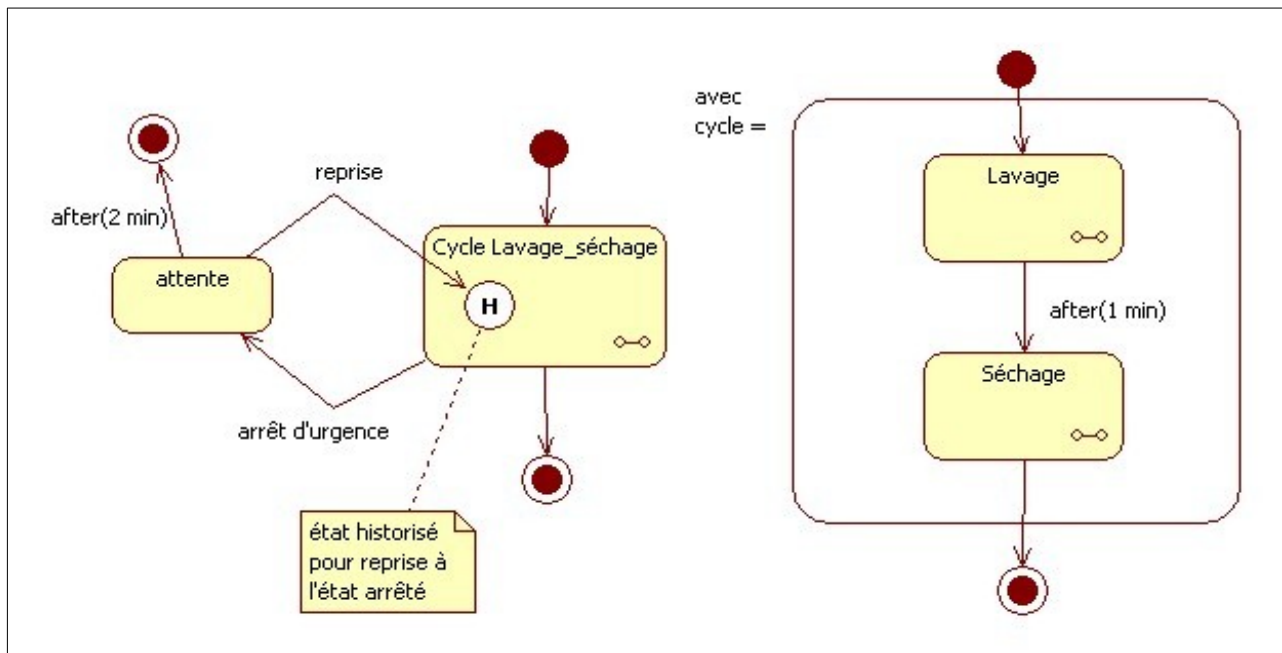 reprise
after(2 min)
attente
Cycle Lavage_séchage
H
arrêt d'urgence
état historisé
pour reprise à
l'état arrêté
avec
cycle =
Lavage
after(1 min)
Séchage